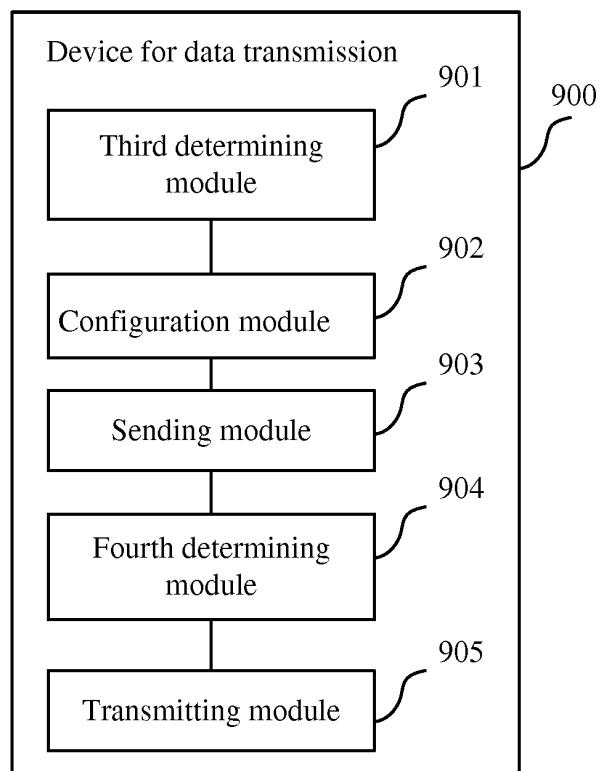 Device for data transmission
901
900
Third determining
module
902
Configuration module
903
Sending module
904
Fourth determining
module
905
Transmitting module